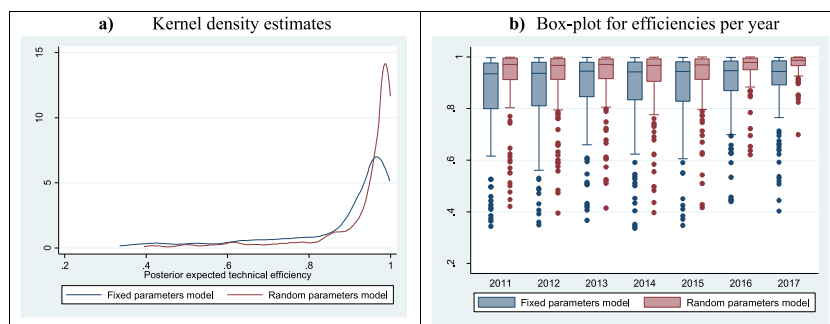 a) Kernel density estimates
15
10
5
0
.2 .4 .6 .8 1
Posterior expected technical efficiency
Fixed parameters model Random parameters model
b) Box-plot for efficiencies per year
1
.8
.6
.4
.2
2011 2012 2013 2014 2015 2016 2017
Fixed parameters model Random parameters model